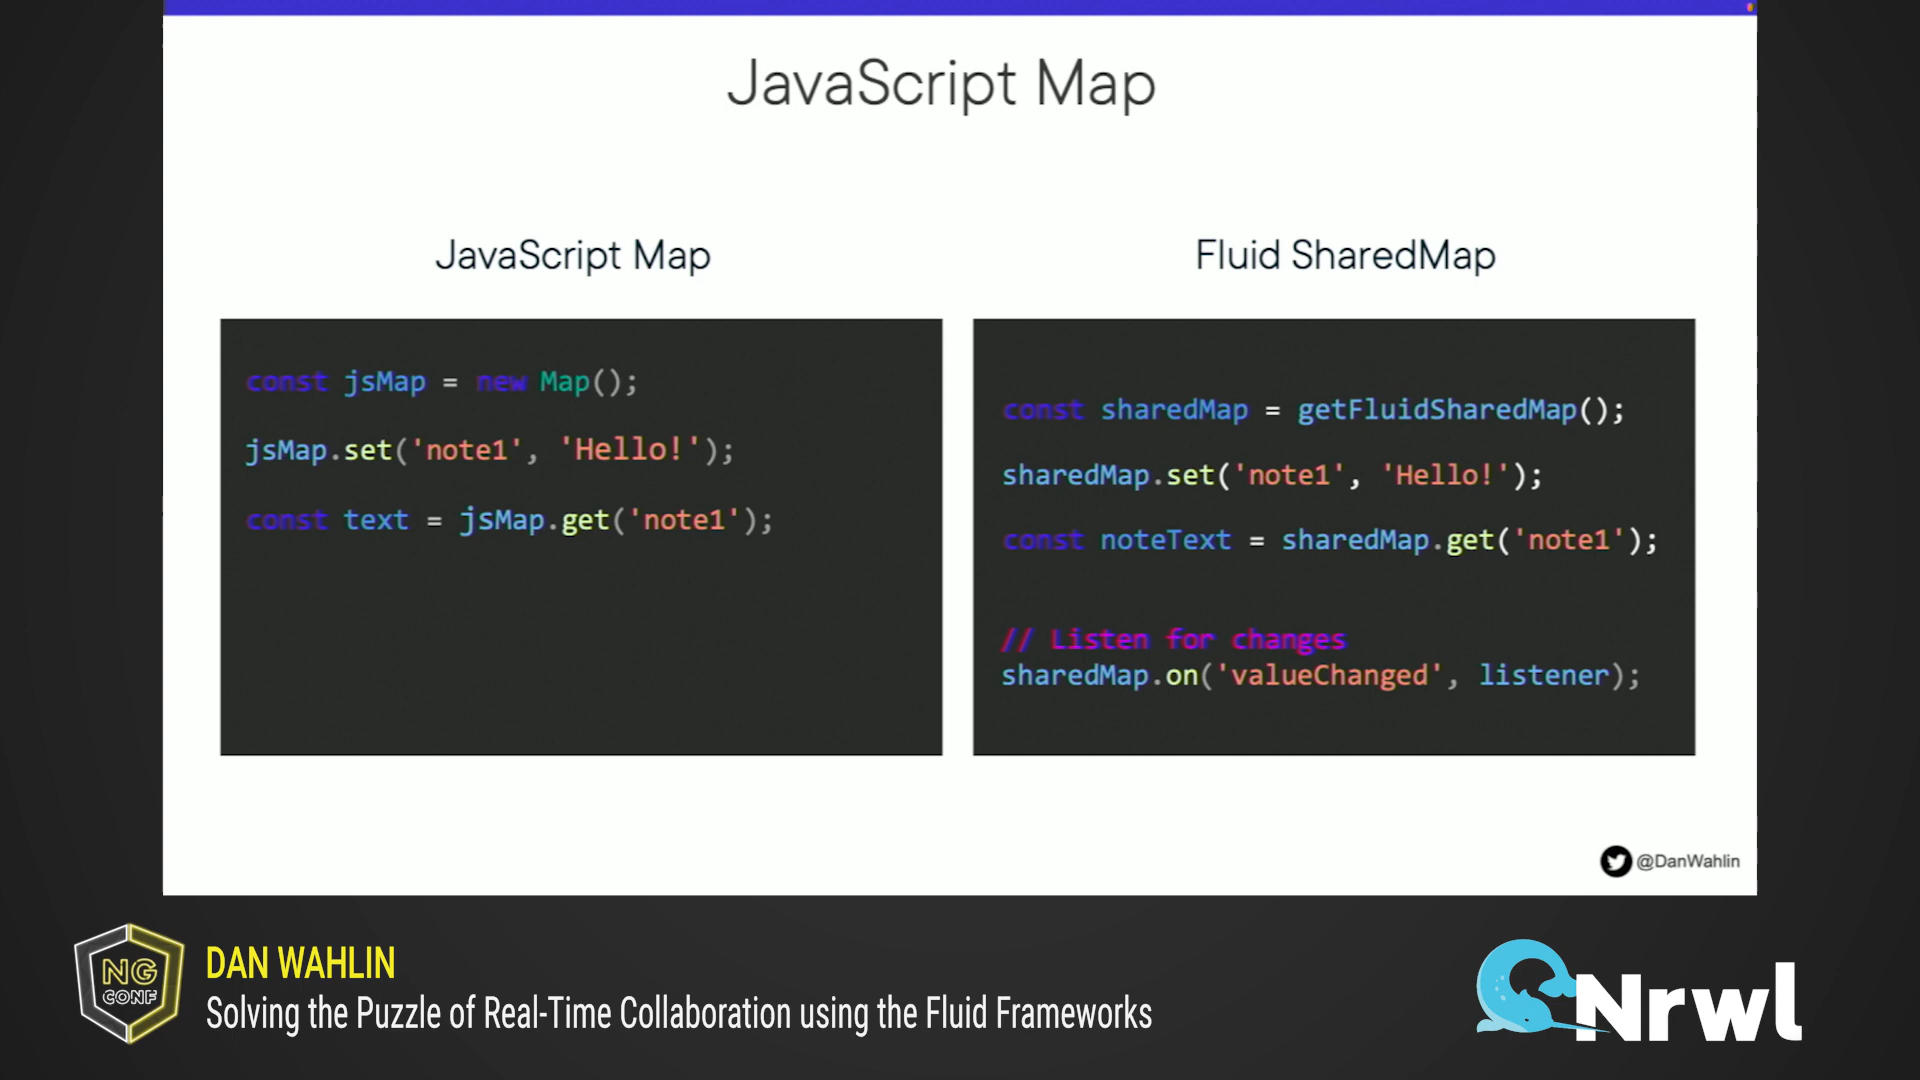 JavaScript Map
JavaScript Map
const jsMap = new Map();
jsMap.set('note1', 'Hello!');
const text = jsMap.get('note1');
Fluid SharedMap
const sharedMap = getFluidSharedMap();
sharedMap.set('note1', 'Hello!');
const noteText = sharedMap.get('note1');
// Listen for changes
sharedMap.on('valueChanged', listener);
@DanWahlin
NG
CONF
DAN WAHLIN
Solving the Puzzle of Real-Time Collaboration using the Fluid Frameworks
Nrwl